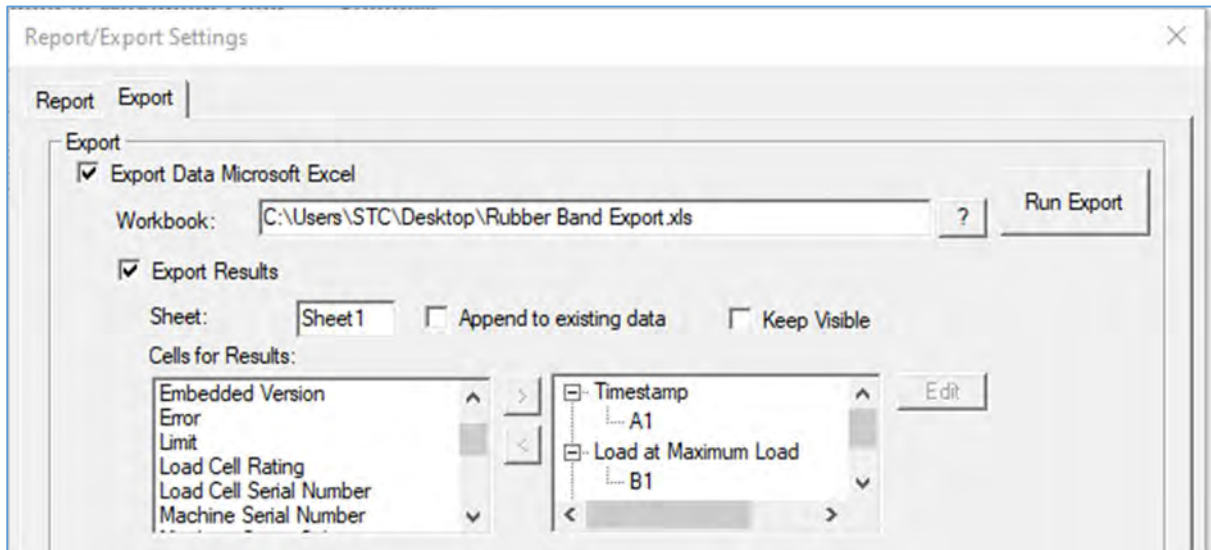 Report/Export Settings
Report Export
Export
Export Data Microsoft Excel
Run Export
Workbook: C:\Users\STC\Desktop\Rubber Band Export.xls ?
Export Results
Sheet: Sheet1 Append to existing data Keep Visible
Cells for Results:
Embedded Version
Error
Limit
Load Cell Rating
Load Cell Serial Number
Machine Serial Number
>
<
Timestamp
A1
Load at Maximum Load
B1
Edit